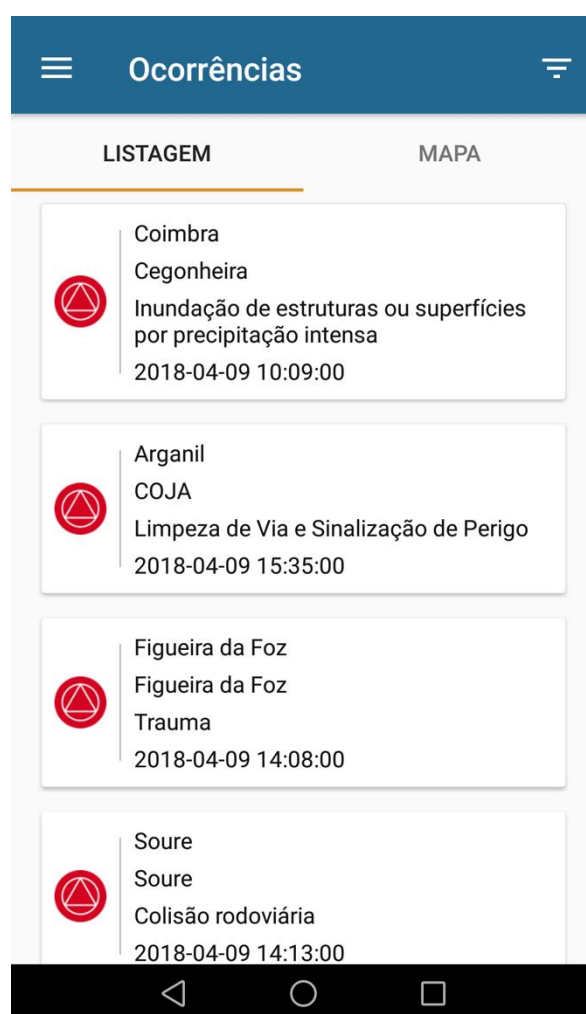 Ocorrências
LISTAGEM MAPA
Coimbra
Cegonheira
Inundação de estruturas ou superfícies
por precipitação intensa
2018-04-09 10:09:00
Arganil
COJA
Limpeza de Via e Sinalização de Perigo
2018-04-09 15:35:00
Figueira da Foz
Figueira da Foz
Trauma
2018-04-09 14:08:00
Soure
Soure
Colisão rodoviária
2018-04-09 14:13:00